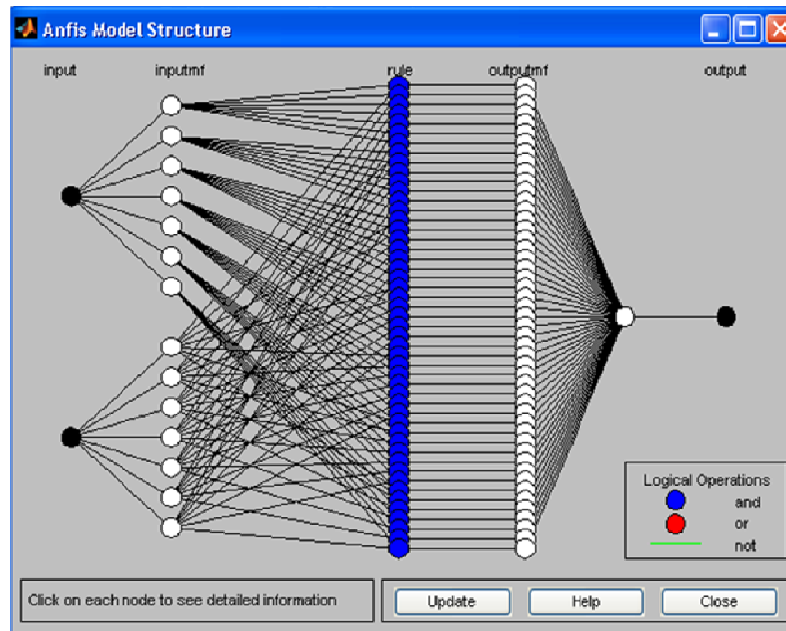 Anfis Model Structure
input inputmf rule outputmf output
Logical Operations
and
or
not
Click on each node to see detailed information
Update Help Close